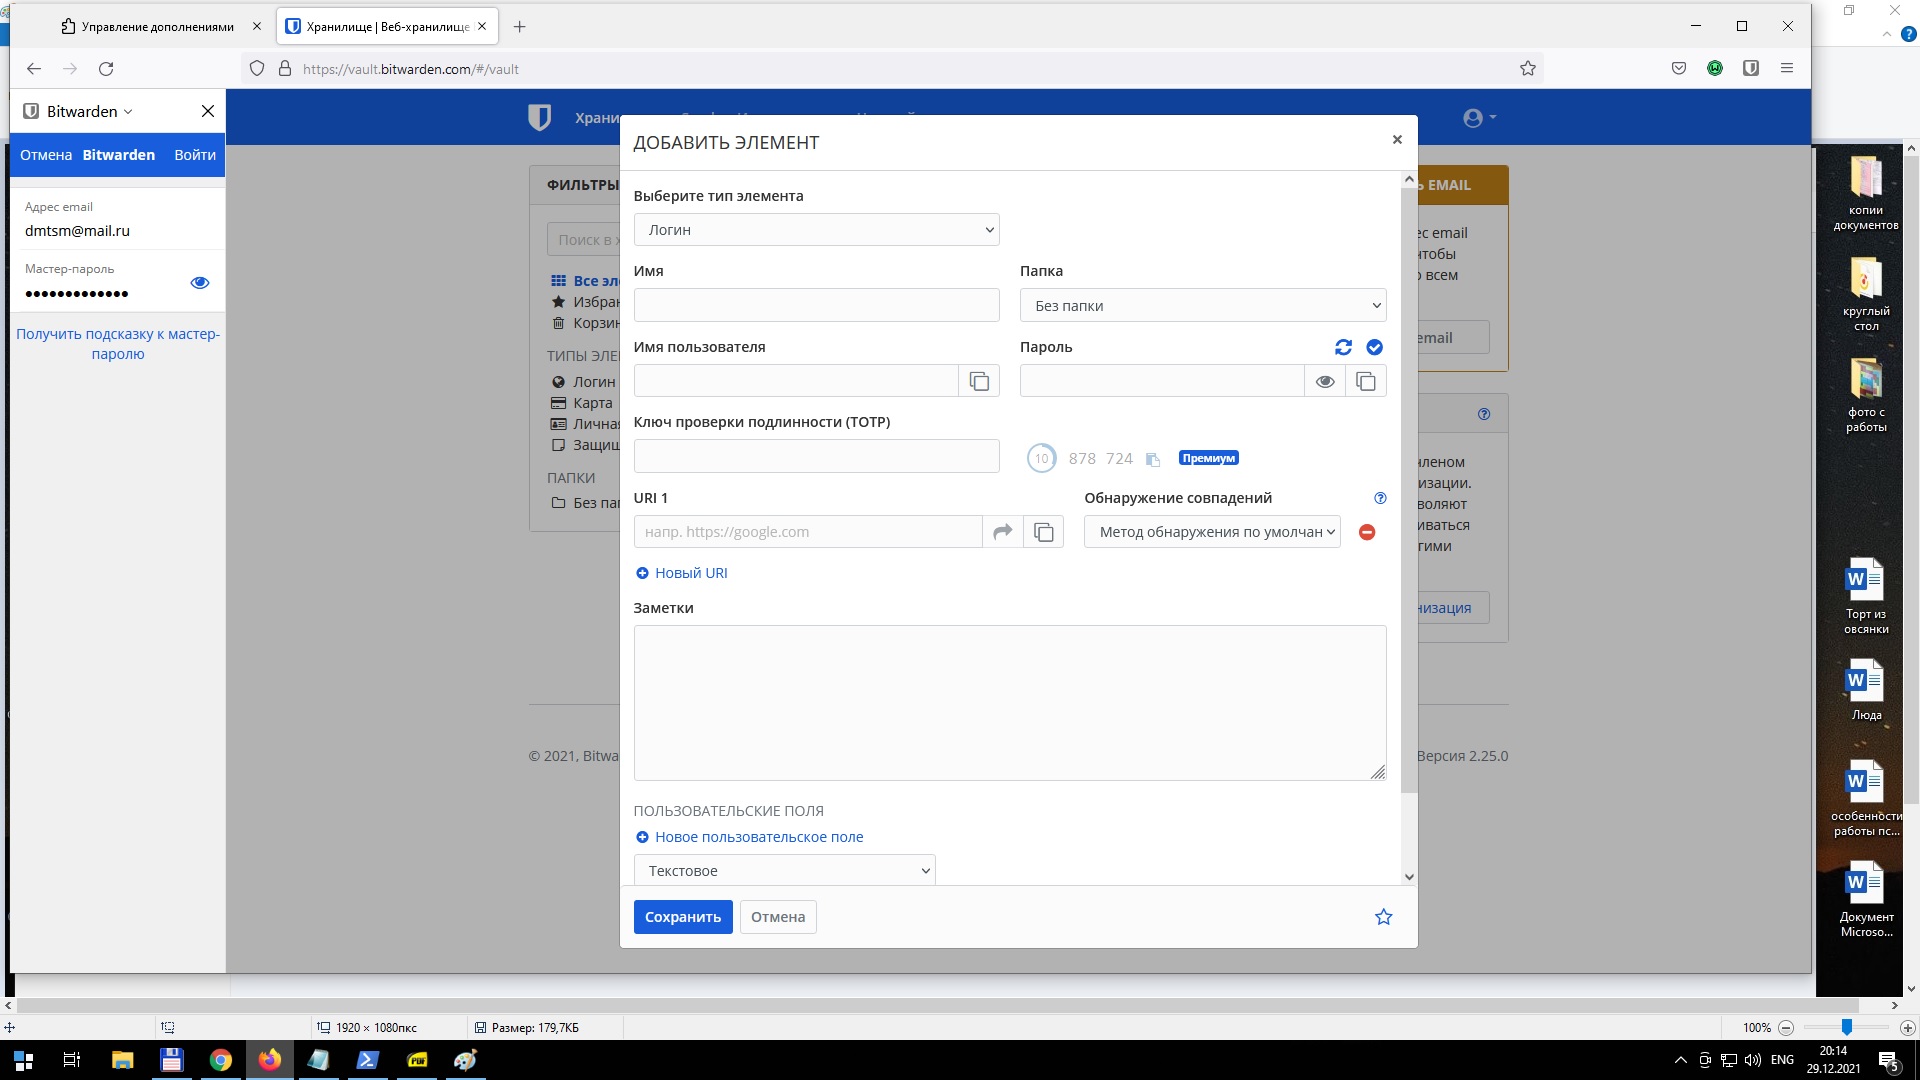 Управление дополнениями
Хранилище | Веб-хранилище
https://vault.bitwarden.com/#/vault
Bitwarden
Отмена Bitwarden Войти
Адрес email
dmtsm@mail.ru
Мастер-пароль
Получить подсказку к мастер-
паролю
ФИЛЬТРЫ
Поиск в
Все
Избран
Корзин
ТИПЫ ЭЛЕ
Логин
Карта
Лична
Защищ
ПАПКИ
Без па
© 2021, Bitwa
ДОБАВИТЬ ЭЛЕМЕНТ
Выберите тип элемента
Логин
Имя
Папка
Без папки
Имя пользователя
Пароль
Ключ проверки подлинности (TOTP)
10 878 724 Премиум
URI 1
Обнаружение совпадений
напр. https://google.com
Метод обнаружения по умолчан
Новый URI
Заметки
ПОЛЬЗОВАТЕЛЬСКИЕ ПОЛЯ
Новое пользовательское поле
Текстовое
Сохранить Отмена
EMAIL
ес email
чтобы
о всем
email
членом
изации.
воляют
иваться
гими
низация
Версия 2.25.0
копии
документов
круглый
стол
фото с
работы
Торт из
овсянки
Люда
особенности
работы пс...
Документ
Microso...
1920 × 1080пкс
Размер: 179,7КБ
100%
PDF
ENG
20:14
29.12.2021
5